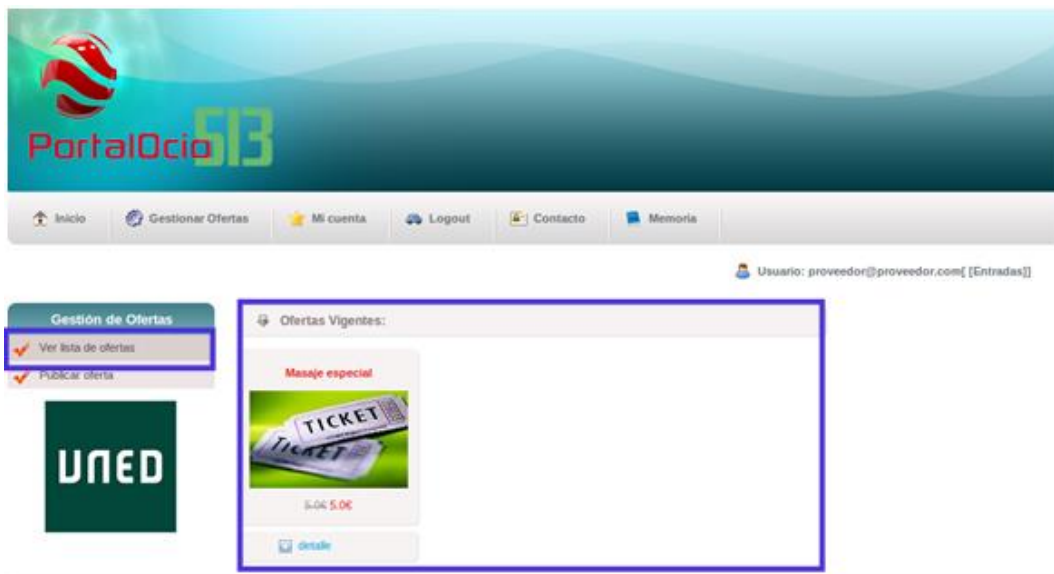 PortalOcio513
Inicio Gestionar Ofertas Mi cuenta Logout Contacto Memoria
Usuario: proveedor@proveedor.com[ [Entradas]]
Gestión de Ofertas
Ver lista de ofertas
Publicar oferta
UNED
Ofertas Vigentes:
Masaje especial
TICKET
TICKET
5.0€ 5.0€
detalle